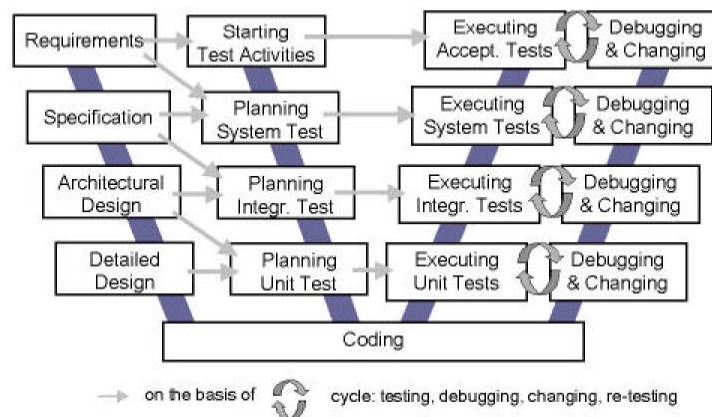 Requirements
Starting
Test Activities
Executing
Accept. Tests
Debugging
& Changing
Specification
Planning
System Test
Executing
System Tests
Debugging
& Changing
Architectural
Design
Planning
Integr. Test
Executing
Integr. Tests
Debugging
& Changing
Detailed
Design
Planning
Unit Test
Executing
Unit Tests
Debugging
& Changing
Coding
on the basis of
cycle: testing, debugging, changing, re-testing